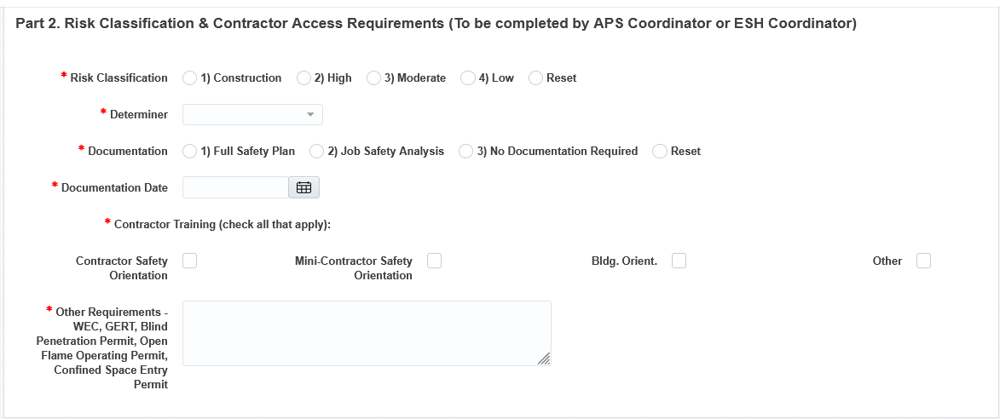 Part 2. Risk Classification & Contractor Access Requirements (To be completed by APS Coordinator or ESH Coordinator)
* Risk Classification 1) Construction 2) High 3) Moderate 4) Low Reset
* Determiner
* Documentation 1) Full Safety Plan 2) Job Safety Analysis 3) No Documentation Required Reset
* Documentation Date
* Contractor Training (check all that apply):
Contractor Safety
Orientation
Mini-Contractor Safety
Orientation
Bldg. Orient.
Other
* Other Requirements -
WEC, GERT, Blind
Penetration Permit, Open
Flame Operating Permit,
Confined Space Entry
Permit